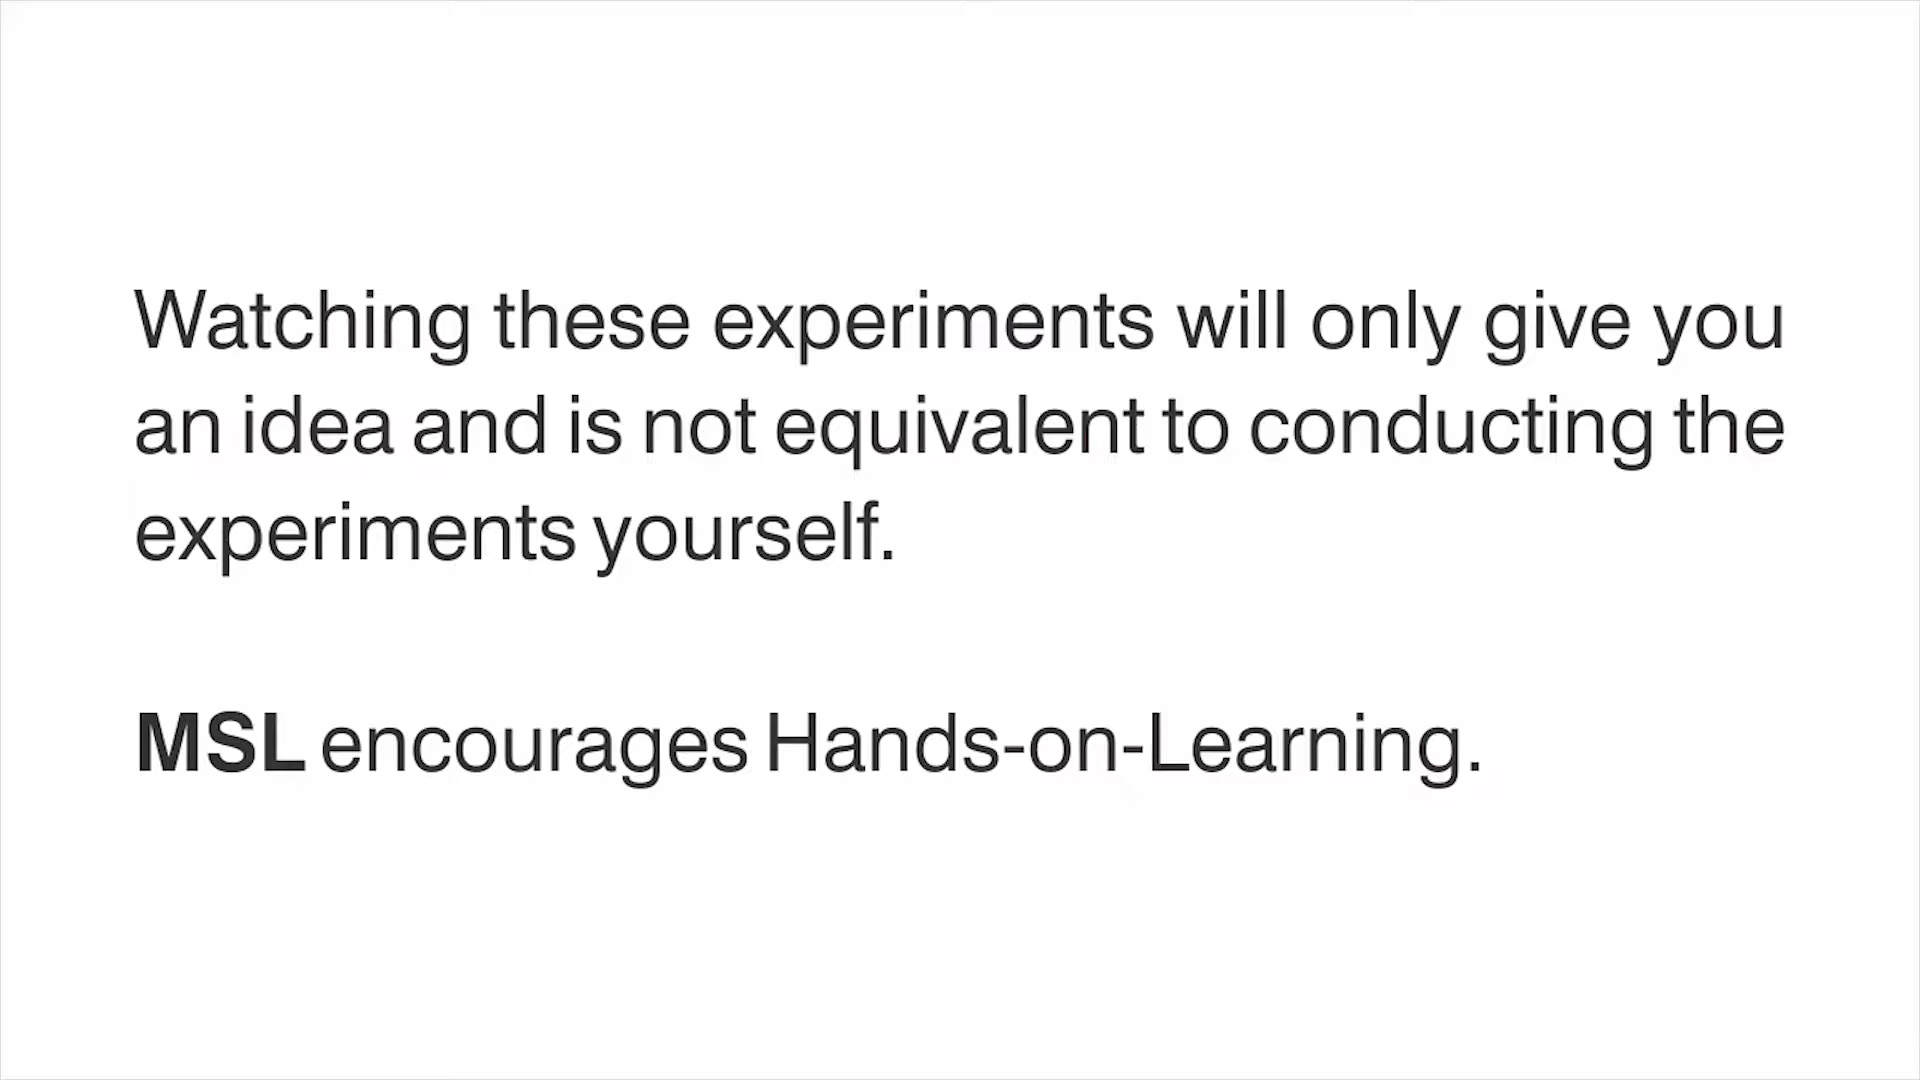 Watching these experiments will only give you
an idea and is not equivalent to conducting the
experiments yourself.
MSL encourages Hands-on-Learning.